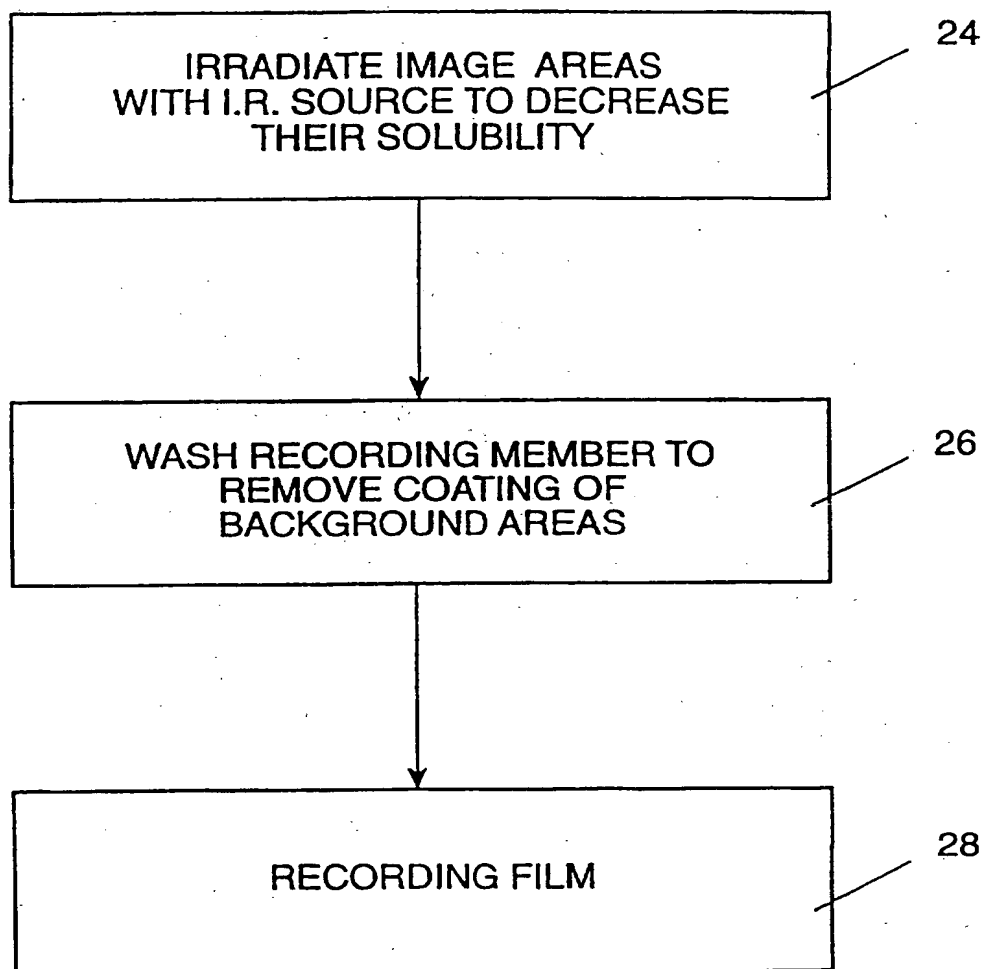 24
IRRADIATE IMAGE AREAS
WITH I.R. SOURCE TO DECREASE
THEIR SOLUBILITY
26
WASH RECORDING MEMBER TO
REMOVE COATING OF
BACKGROUND AREAS
28
RECORDING FILM